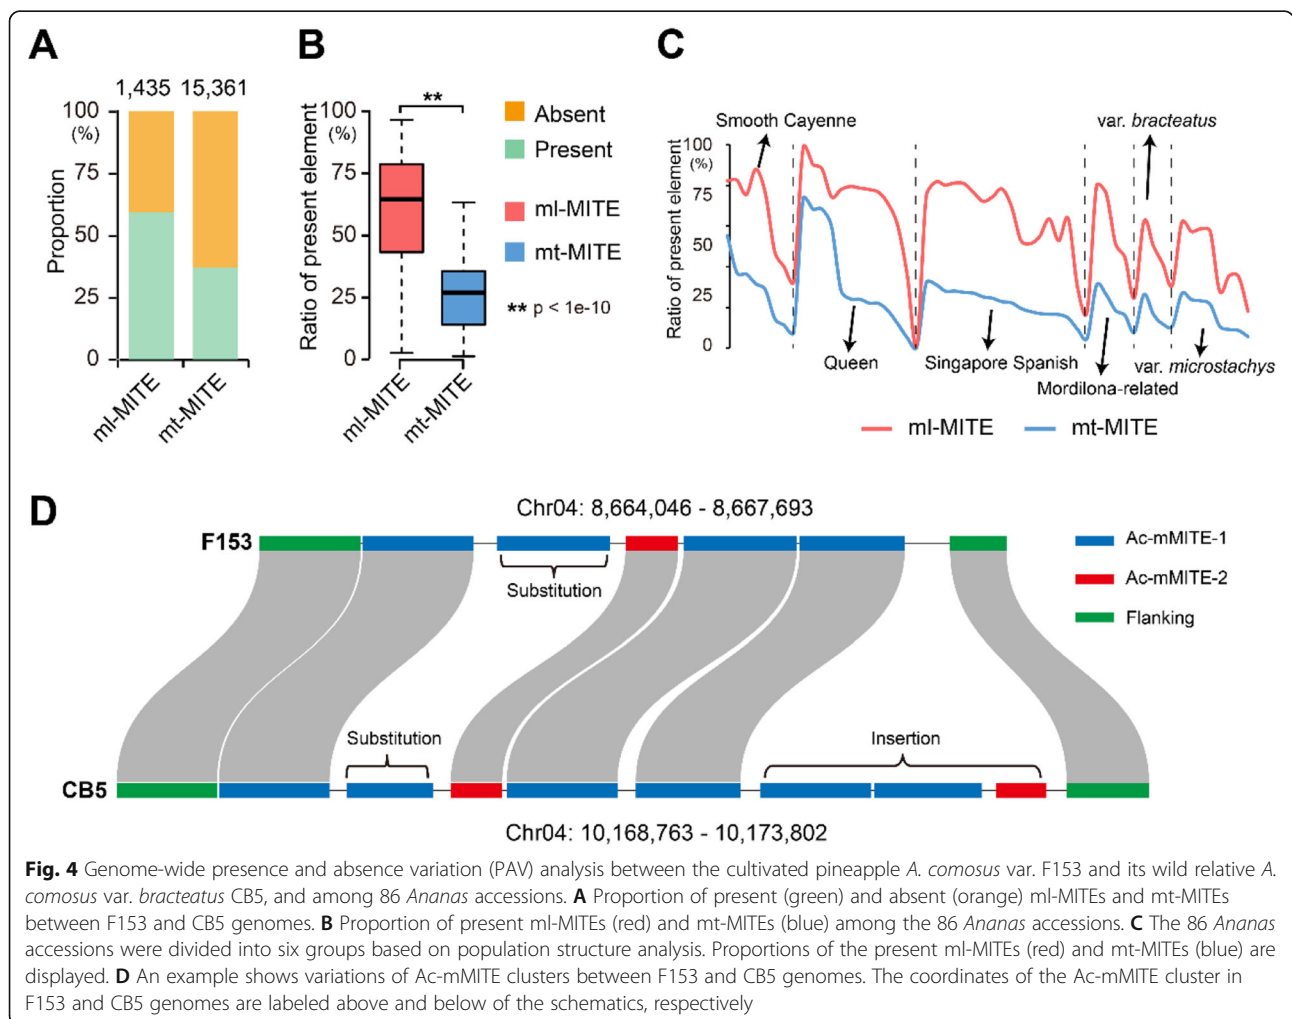 A
1,435 15,361
100
(%)
75
50
25
0
Proportion
ml-MITE
mt-MITE
B
100
(%)
75
50
25
0
Ratio of present element
**
ml-MITE
mt-MITE
Absent
Present
ml-MITE
mt-MITE
** p < 1e-10
C
100
(%)
75
50
25
0
Ratio of present element
Smooth Cayenne
var. bracteatus
Queen
Singapore Spanish
Mordilona-related
var. microstachys
ml-MITE
mt-MITE
D
Chr04: 8,664,046 - 8,667,693
F153
Substitution
Ac-mMITE-1
Ac-mMITE-2
Flanking
Substitution
Insertion
CB5
Chr04: 10,168,763 - 10,173,802
Fig. 4 Genome-wide presence and absence variation (PAV) analysis between the cultivated pineapple A. comosus var. F153 and its wild relative A.
comosus var. bracteatus CB5, and among 86 Ananas accessions. A Proportion of present (green) and absent (orange) ml-MITEs and mt-MITEs
between F153 and CB5 genomes. B Proportion of present ml-MITEs (red) and mt-MITEs (blue) among the 86 Ananas accessions. C The 86 Ananas
accessions were divided into six groups based on population structure analysis. Proportions of the present ml-MITEs (red) and mt-MITEs (blue) are
displayed. D An example shows variations of Ac-mMITE clusters between F153 and CB5 genomes. The coordinates of the Ac-mMITE cluster in
F153 and CB5 genomes are labeled above and below of the schematics, respectively